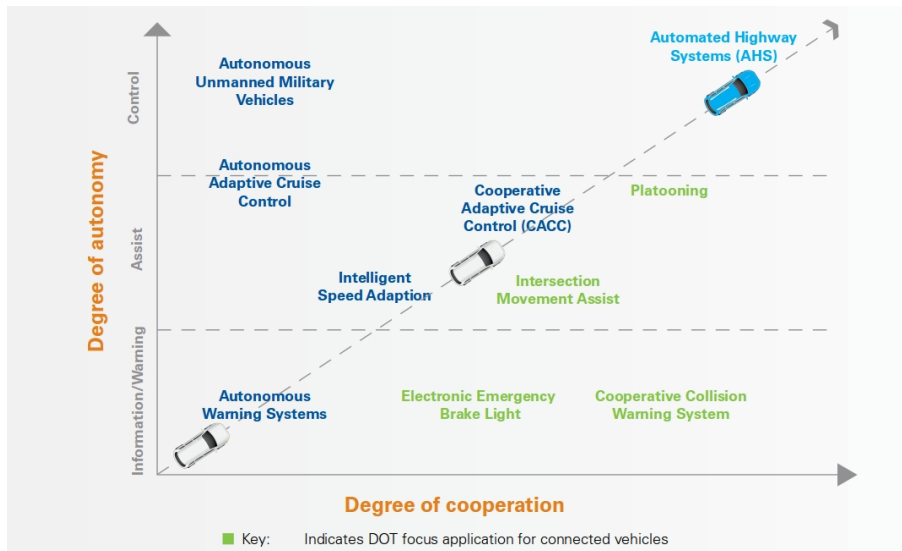 Automated Highway
Systems (AHS)
Autonomous
Unmanned Military
Vehicles
Control
Autonomous
Adaptive Cruise
Control
Cooperative
Adaptive Cruise
Control (CACC)
Platooning
Degree of autonomy
Assist
Intelligent
Speed Adaption
Intersection
Movement Assist
Information/Warning
Autonomous
Warning Systems
Electronic Emergency
Brake Light
Cooperative Collision
Warning System
Degree of cooperation
Key: Indicates DOT focus application for connected vehicles